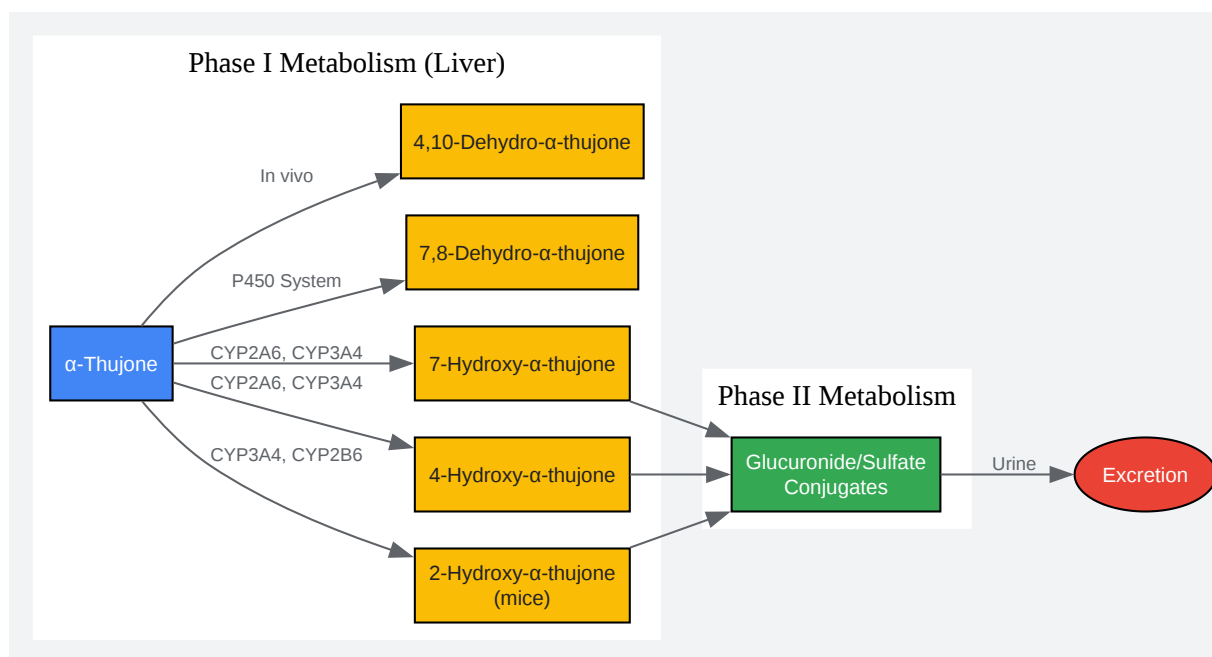 Phase I Metabolism (Liver)
4,10-Dehydro-α-thujone
In vivo
7,8-Dehydro-α-thujone
P450 System
α-Thujone
CYP2A6, CYP3A4
7-Hydroxy-α-thujone
CYP2A6, CYP3A4
4-Hydroxy-α-thujone
CYP3A4, CYP2B6
2-Hydroxy-α-thujone
(mice)
Phase II Metabolism
Glucuronide/Sulfate
Conjugates
Urine
Excretion